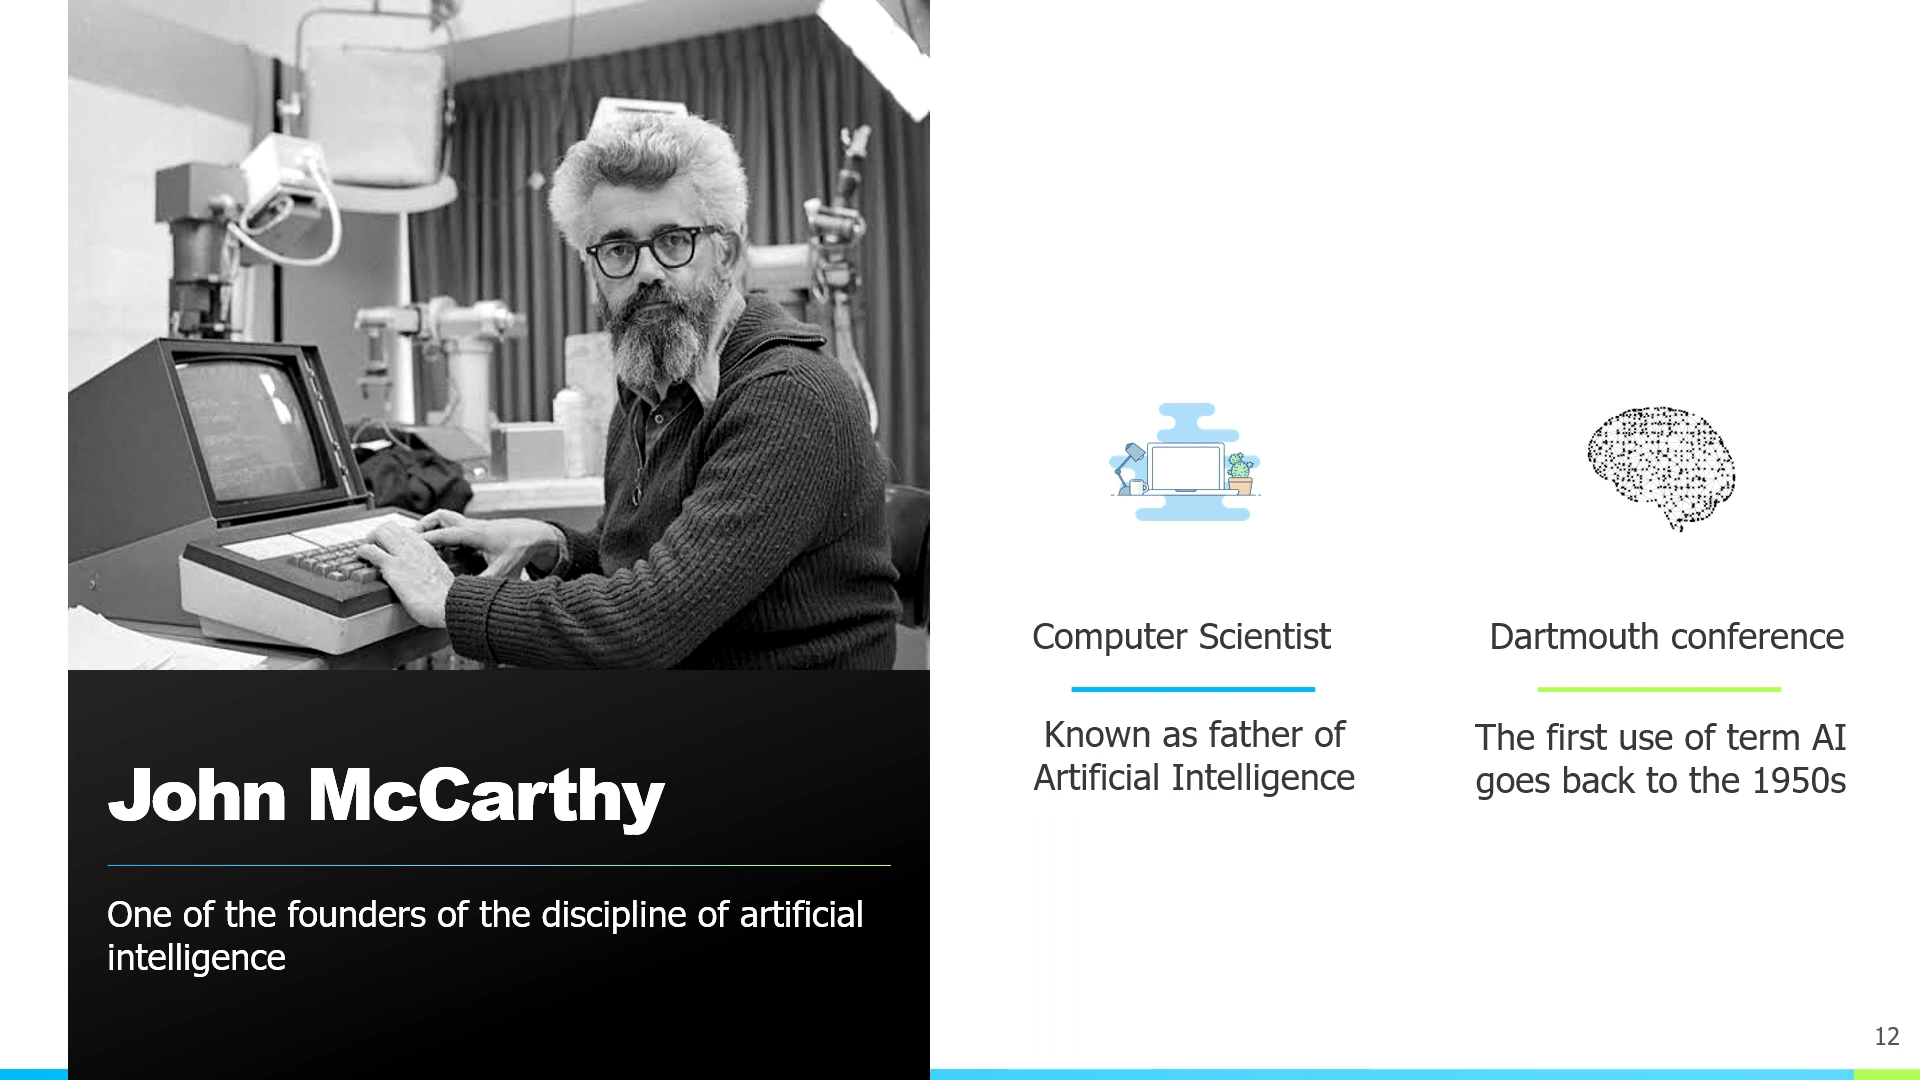 John McCarthy
One of the founders of the discipline of artificial
intelligence
Computer Scientist
Known as father of
Artificial Intelligence
Dartmouth conference
The first use of term AI
goes back to the 1950s
12